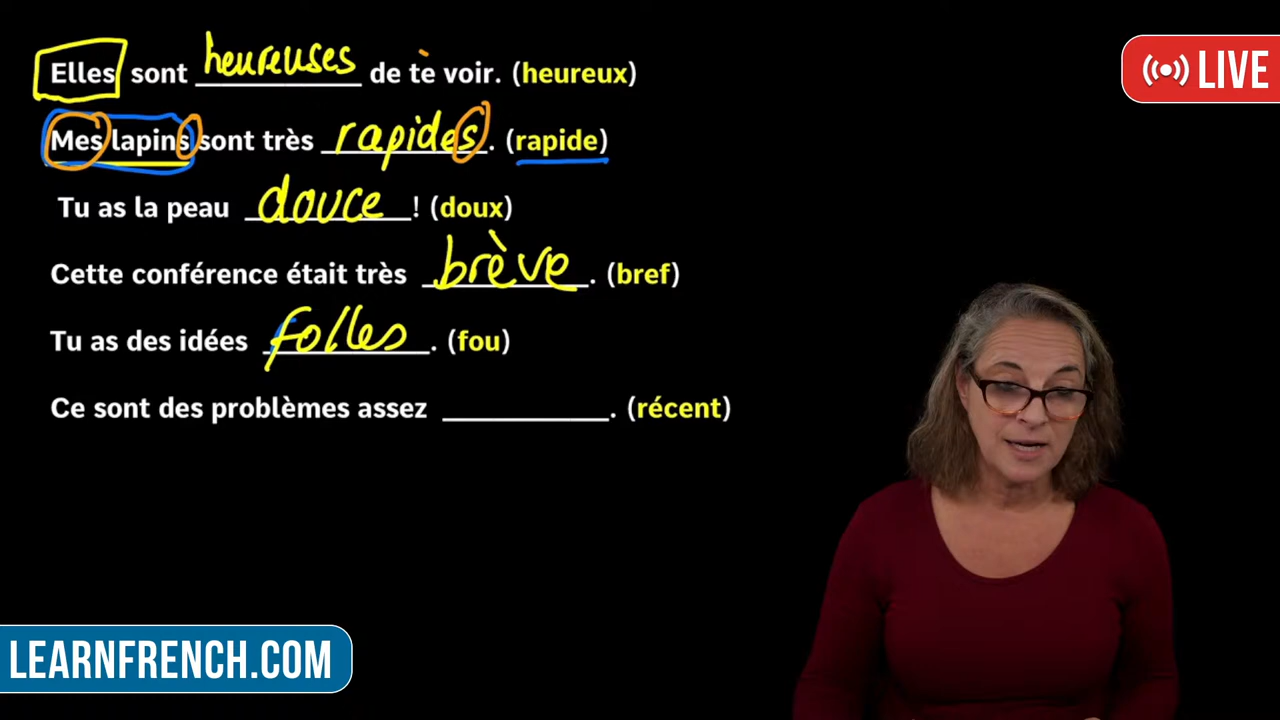 Elles sont heureuses de te voir. (heureux)
LIVE
Mes lapins sont très rapides. (rapide)
Tu as la peau douce ! (doux)
Cette conférence était très brève. (bref)
Tu as des idées folles. (fou)
Ce sont des problèmes assez ____________. (récent)
LEARNFRENCH.COM